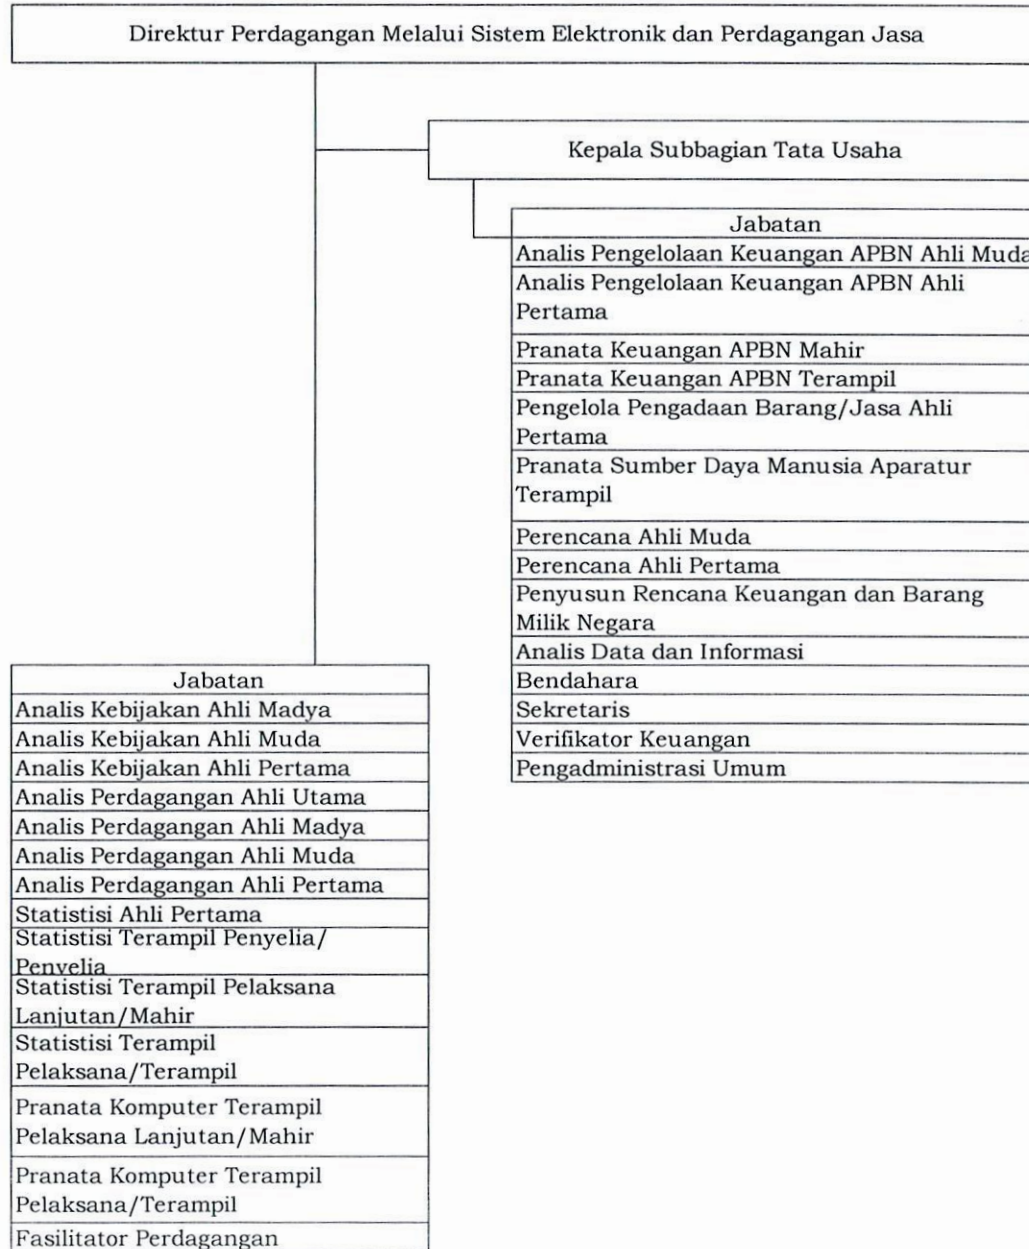 Direktur Perdagangan Melalui Sistem Elektronik dan Perdagangan Jasa
Kepala Subbagian Tata Usaha
Jabatan
Analis Pengelolaan Keuangan APBN Ahli Muda
Analis Pengelolaan Keuangan APBN Ahli
Pertama
Pranata Keuangan APBN Mahir
Pranata Keuangan APBN Terampil
Pengelola Pengadaan Barang/Jasa Ahli
Pertama
Pranata Sumber Daya Manusia Aparatur
Terampil
Perencana Ahli Muda
Perencana Ahli Pertama
Penyusun Rencana Keuangan dan Barang
Milik Negara
Analis Data dan Informasi
Bendahara
Sekretaris
Verifikator Keuangan
Pengadministrasi Umum
Jabatan
Analis Kebijakan Ahli Madya
Analis Kebijakan Ahli Muda
Analis Kebijakan Ahli Pertama
Analis Perdagangan Ahli Utama
Analis Perdagangan Ahli Madya
Analis Perdagangan Ahli Muda
Analis Perdagangan Ahli Pertama
Statistisi Ahli Pertama
Statistisi Terampil Penyelia/
Penyelia
Statistisi Terampil Pelaksana
Lanjutan/Mahir
Statistisi Terampil
Pelaksana/Terampil
Pranata Komputer Terampil
Pelaksana Lanjutan/Mahir
Pranata Komputer Terampil
Pelaksana/Terampil
Fasilitator Perdagangan